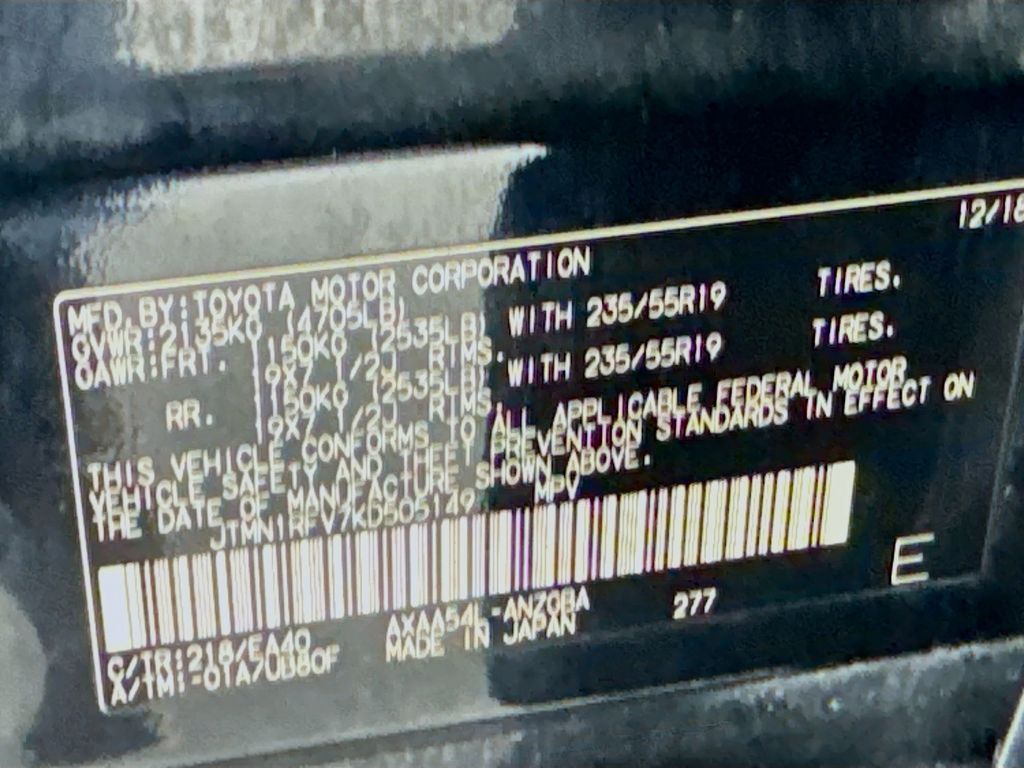 12/18
MFD. BY: TOYOTA MOTOR CORPORATION
GVWR: 2135KG (4705LB)
GAWR: FRT. 1150KG (2535LB) WITH 235/55R19 TIRES.
19X7 1/2J RIMS.
RR. 1150KG (2535LB) WITH 235/55R19 TIRES.
19X7 1/2J RIMS.
THIS VEHICLE CONFORMS TO ALL APPLICABLE FEDERAL MOTOR
VEHICLE SAFETY AND THEFT PREVENTION STANDARDS IN EFFECT ON
THE DATE OF MANUFACTURE SHOWN ABOVE.
JTMN1RFV7KD505149 MPV
E
C/TR: 218/EA40 AXAA54L-ANZGBA 277
MADE IN JAPAN